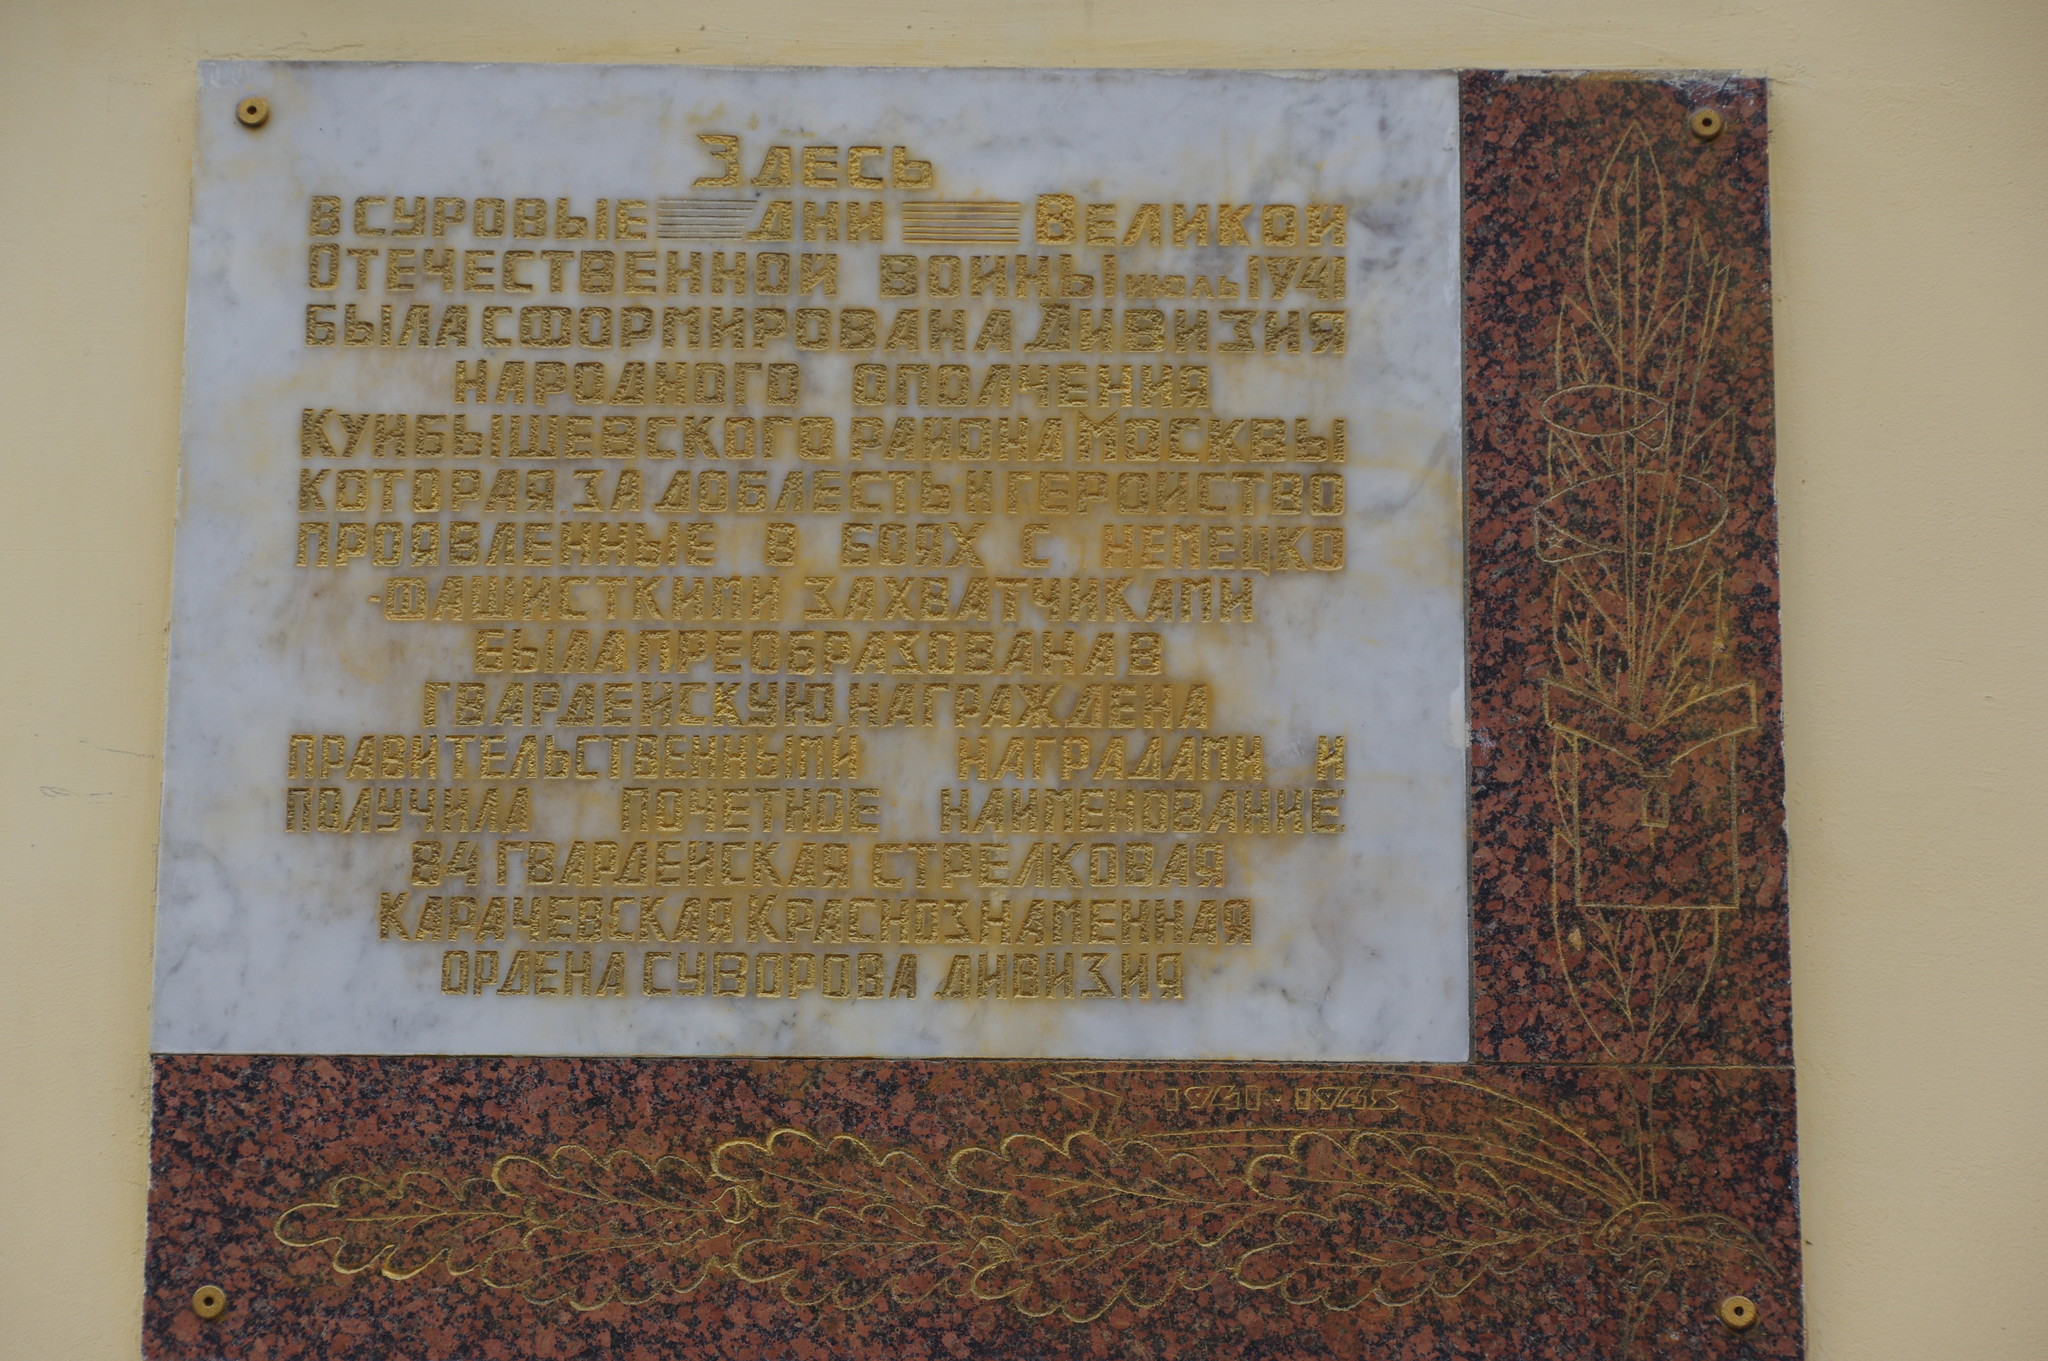 Здесь
в суровые дни Великой
Отечественной войны июль 1941
была сформирована дивизия
народного ополчения
Куйбышевского района Москвы
которая за доблесть и геройство
проявленные в боях с немецко
-фашисткими захватчиками
была преобразована в
гвардейскую, награждена
правительственными наградами и
получила почетное наименование
84 гвардейская стрелковая
Карачевская Краснознаменная
ордена Суворова дивизия